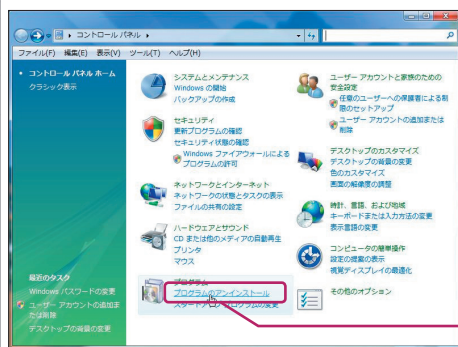 コントロール パネル
ファイル(F) 編集(E) 表示(V) ツール(T) ヘルプ(H)
コントロール パネル ホーム
クラシック表示
システムとメンテナンス
Windows の開始
バックアップの作成
セキュリティ
更新プログラムの確認
セキュリティ状態の確認
Windows ファイアウォールによる
プログラムの許可
ネットワークとインターネット
ネットワークの状態とタスクの表示
ファイルの共有の設定
ハードウェアとサウンド
CD または他のメディアの自動再生
プリンタ
マウス
プログラム
プログラムのアンインストール
スタートアップ プログラムの変更
ユーザー アカウントと家族のための
安全設定
任意のユーザーへの保護者による制
限のセットアップ
ユーザー アカウントの追加または
削除
デスクトップのカスタマイズ
デスクトップの背景の変更
色のカスタマイズ
画面の解像度の調整
時計、言語、および地域
キーボードまたは入力方法の変更
表示言語の変更
コンピュータの簡単操作
設定の提案の表示
視覚ディスプレイの最適化
その他のオプション
最近のタスク
Windows パスワードの変更
ユーザー アカウントの追加ま
たは削除
デスクトップの背景の変更